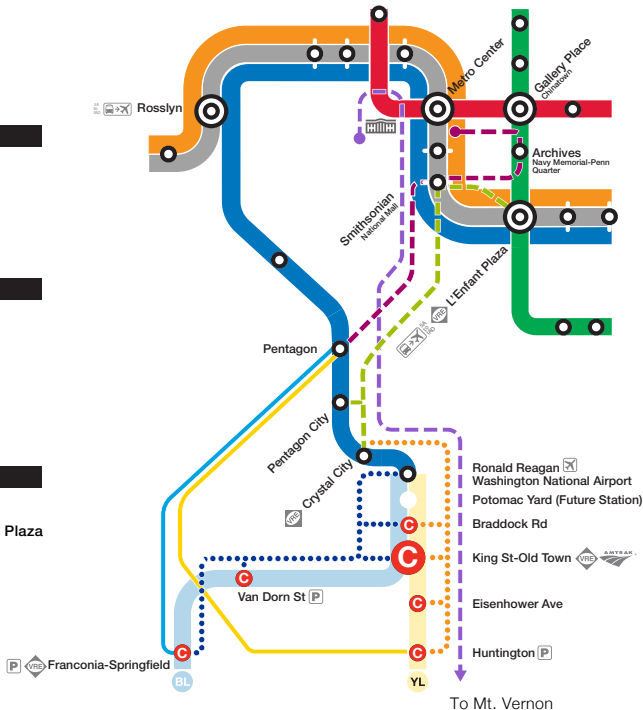 Metro Center
Gallery Place
Chinatown
Rosslyn
Archives
Navy Memorial-Penn
Quarter
Smithsonian
National Mall
L'Enfant Plaza
VRE
Pentagon
Pentagon City
Crystal City
VRE
Ronald Reagan
Washington National Airport
Potomac Yard (Future Station)
Plaza
C Braddock Rd
C King St-Old Town VRE AMTRAK
C Van Dorn St P
C Eisenhower Ave
C Huntington P
P VRE Franconia-Springfield C
BL
YL
To Mt. Vernon